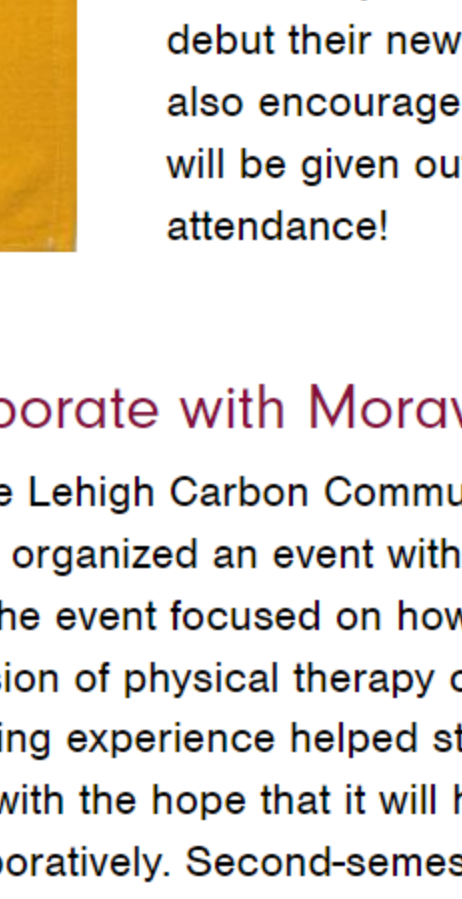 debut their new
also encourage
will be given ou
attendance!
borate with Morav
e Lehigh Carbon Commu
organized an event with
he event focused on how
sion of physical therapy
ing experience helped st
with the hope that it will h
boratively. Second-semes